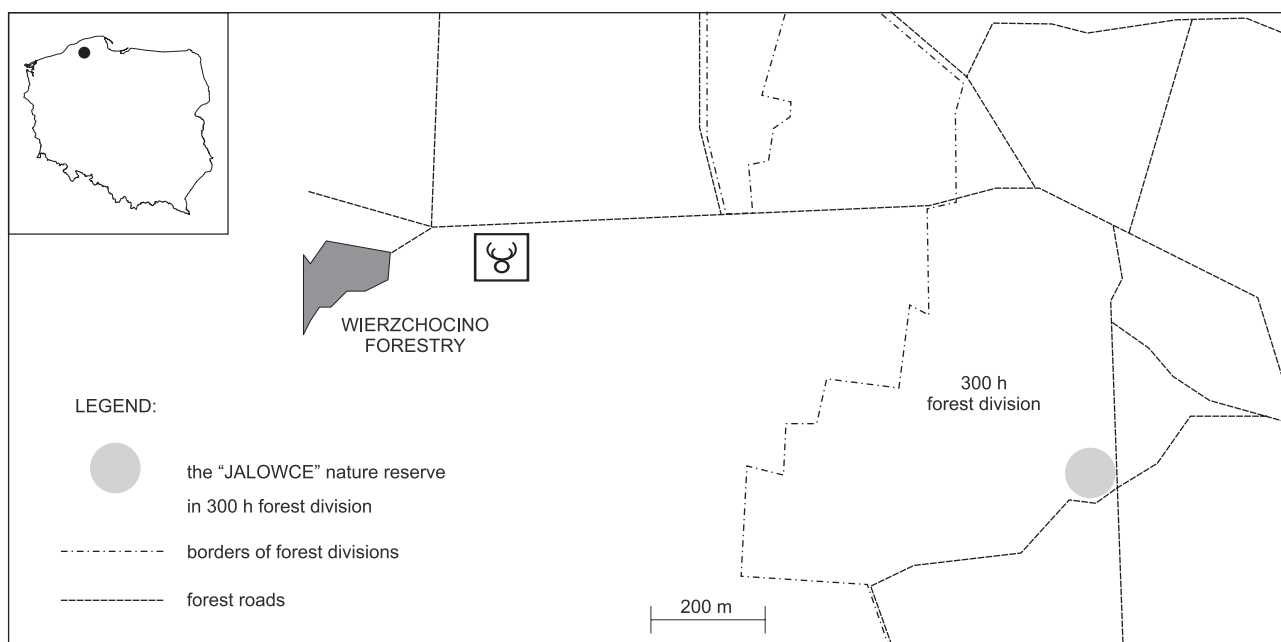 WIERZCHOCINO
FORESTRY
300 h
forest division
LEGEND:
the “JALOWCE” nature reserve
in 300 h forest division
borders of forest divisions
forest roads
200 m